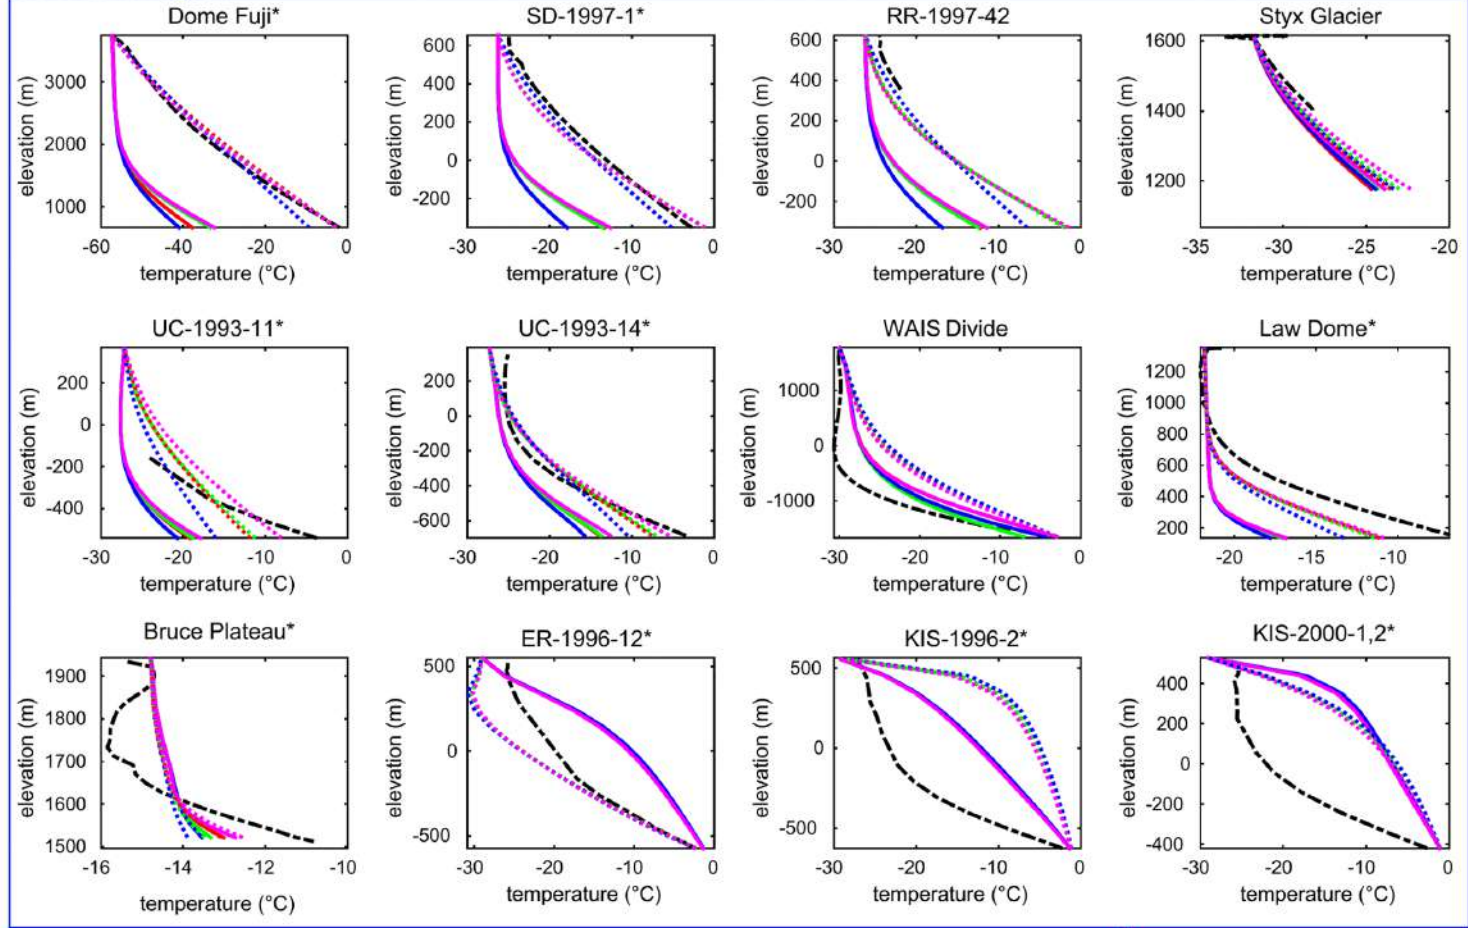 Dome Fuji* SD-1997-1* RR-1997-42 Styx Glacier
elevation (m) 3000 2000 1000
-60 -40 -20 0
temperature (°C)
elevation (m) 600 400 200 0 -200
-30 -20 -10 0
temperature (°C)
elevation (m) 600 400 200 0 -200
-30 -20 -10 0
temperature (°C)
elevation (m) 1600 1400 1200
-35 -30 -25 -20
temperature (°C)
UC-1993-11* UC-1993-14* WAIS Divide Law Dome*
elevation (m) 200 0 -200 -400
-30 -20 -10 0
temperature (°C)
elevation (m) 200 0 -200 -400 -600
-30 -20 -10 0
temperature (°C)
elevation (m) 1000 0 -1000
-30 -20 -10 0
temperature (°C)
elevation (m) 1200 1000 800 600 400 200
-20 -15 -10
temperature (°C)
Bruce Plateau* ER-1996-12* KIS-1996-2* KIS-2000-1,2*
elevation (m) 1900 1800 1700 1600 1500
-16 -14 -12 -10
temperature (°C)
elevation (m) 500 0 -500
-30 -20 -10 0
temperature (°C)
elevation (m) 500 0 -500
-30 -20 -10 0
temperature (°C)
elevation (m) 400 200 0 -200 -400
-30 -20 -10 0
temperature (°C)